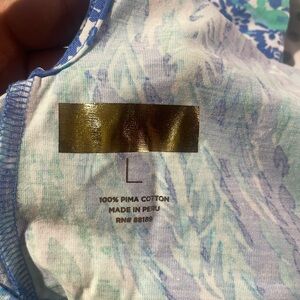 L
100% PIMA COTTON
MADE IN PERU
RN# 88189